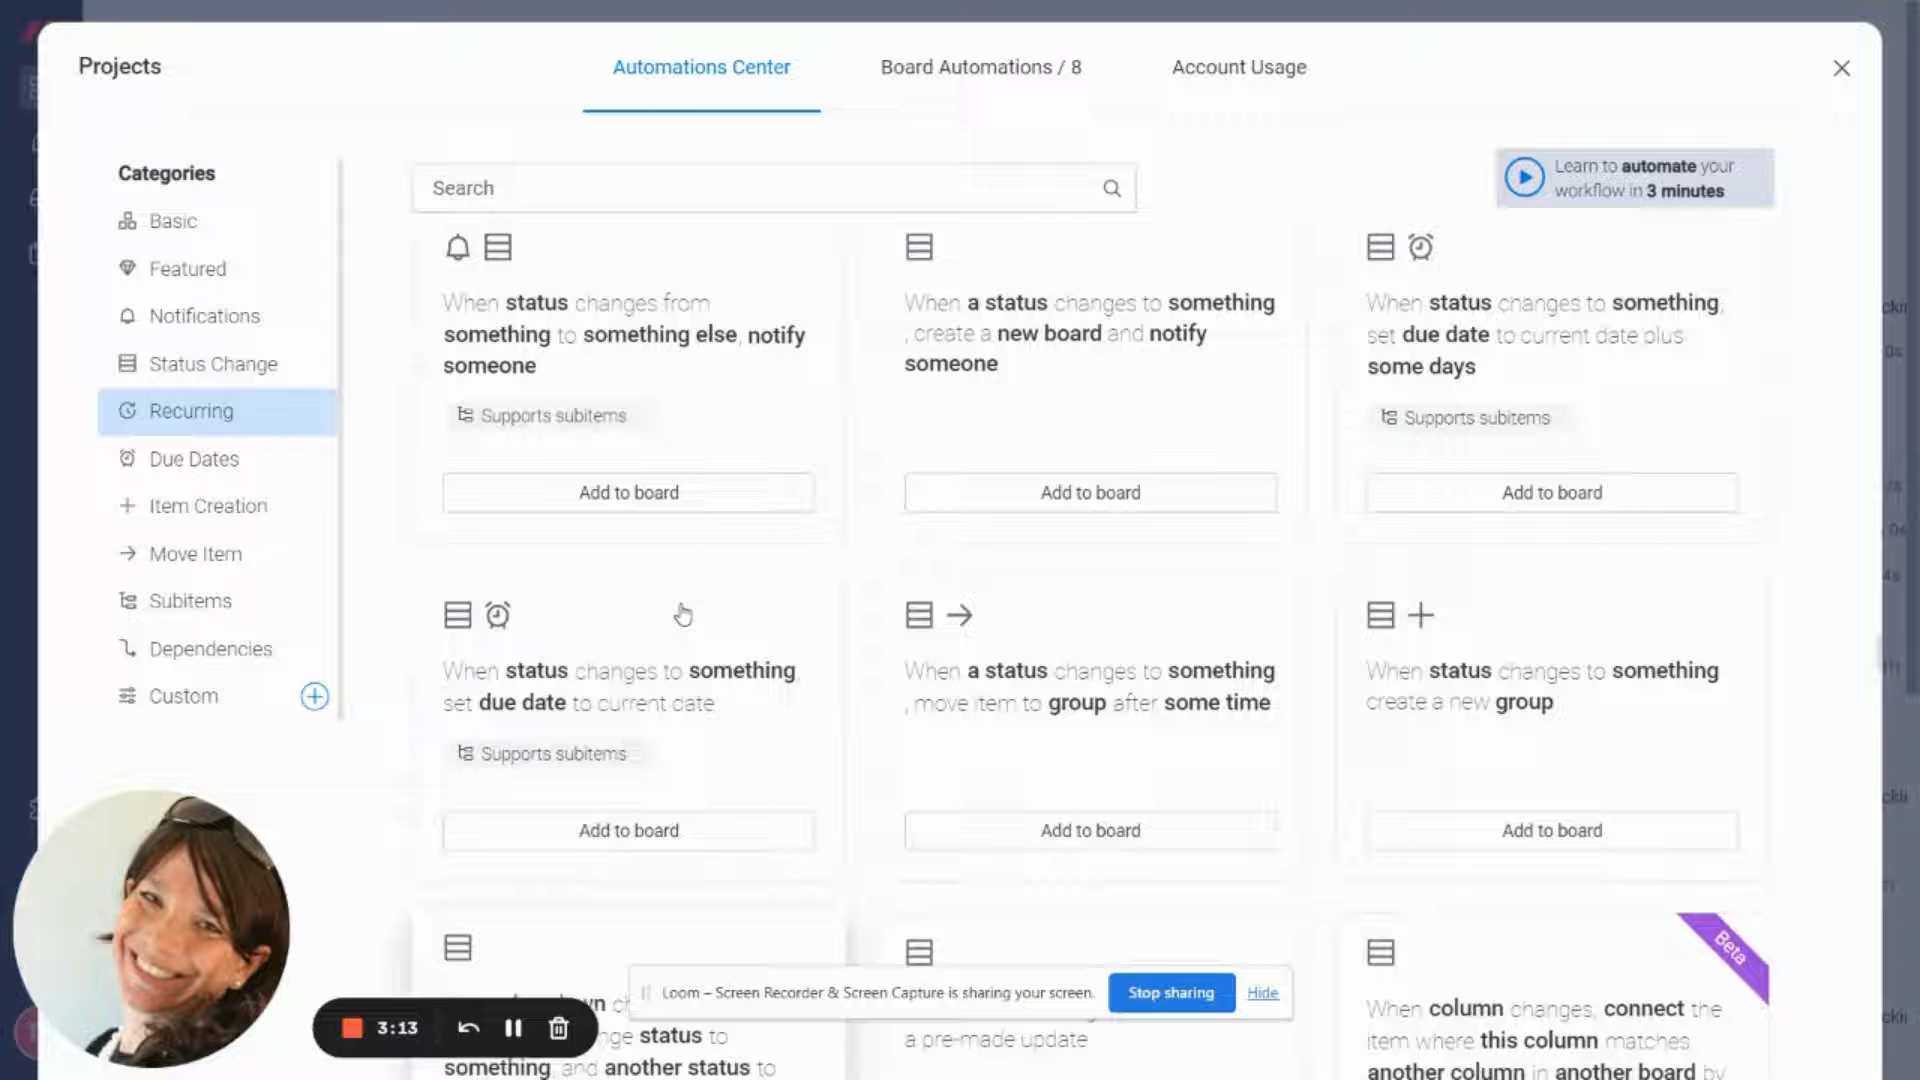 Projects
Automations Center
Board Automations / 8
Account Usage
Categories
Basic
Featured
Notifications
Status Change
Recurring
Due Dates
Item Creation
Move Item
Subitems
Dependencies
Custom
Search
Learn to automate your
workflow in 3 minutes
When status changes from
something to something else, notify
someone
Supports subitems
Add to board
When a status changes to something
, create a new board and notify
someone
Add to board
When status changes to something,
set due date to current date plus
some days
Supports subitems
Add to board
When status changes to something,
set due date to current date
Supports subitems
Add to board
When a status changes to something
, move item to group after some time
Add to board
When status changes to something
create a new group
Add to board
status to
something, and another status to
a pre-made update
Beta
When column changes, connect the
item where this column matches
another column in another board by
Loom – Screen Recorder & Screen Capture is sharing your screen.
Stop sharing
Hide
3:13